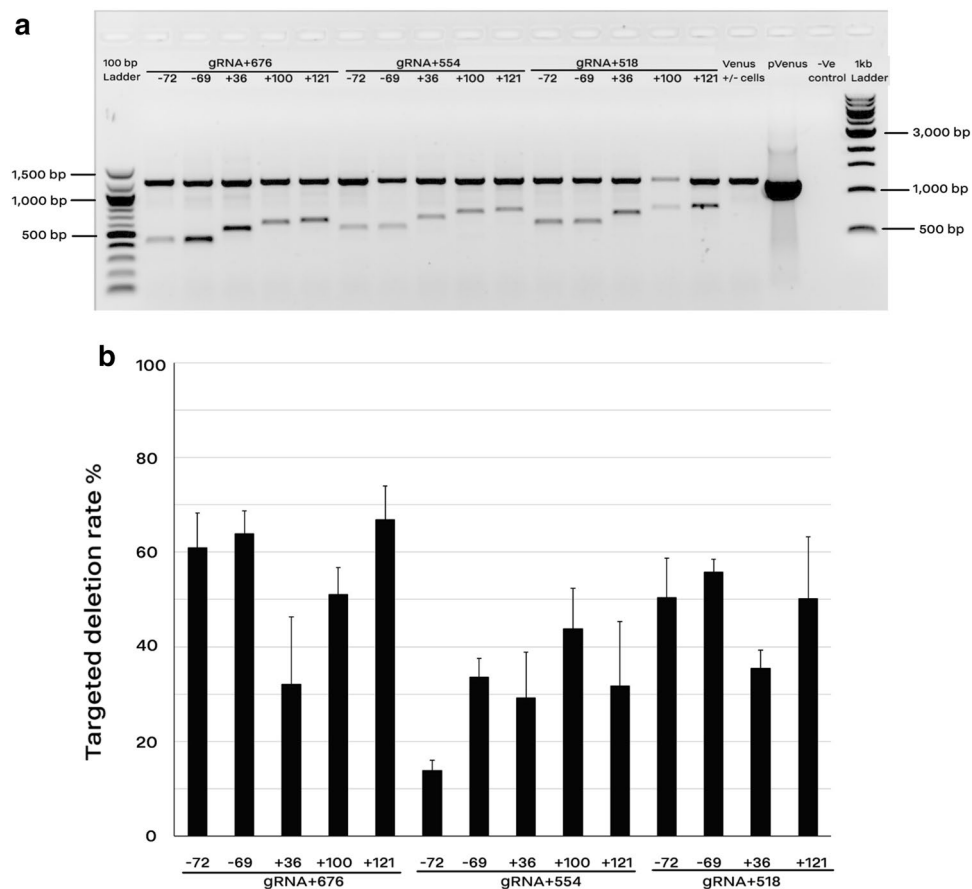 a
100 bp
Ladder
gRNA+676
-72 -69 +36 +100 +121
gRNA+554
-72 -69 +36 +100 +121
gRNA+518
-72 -69 +36 +100 +121
Venus
+/- cells
pVenus
-Ve
control
1kb
Ladder
1,500 bp
1,000 bp
500 bp
3,000 bp
1,000 bp
500 bp
b
Targeted deletion rate %
100
80
60
40
20
0
-72 -69 +36 +100 +121
gRNA+676
-72 -69 +36 +100 +121
gRNA+554
-72 -69 +36 +121
gRNA+518